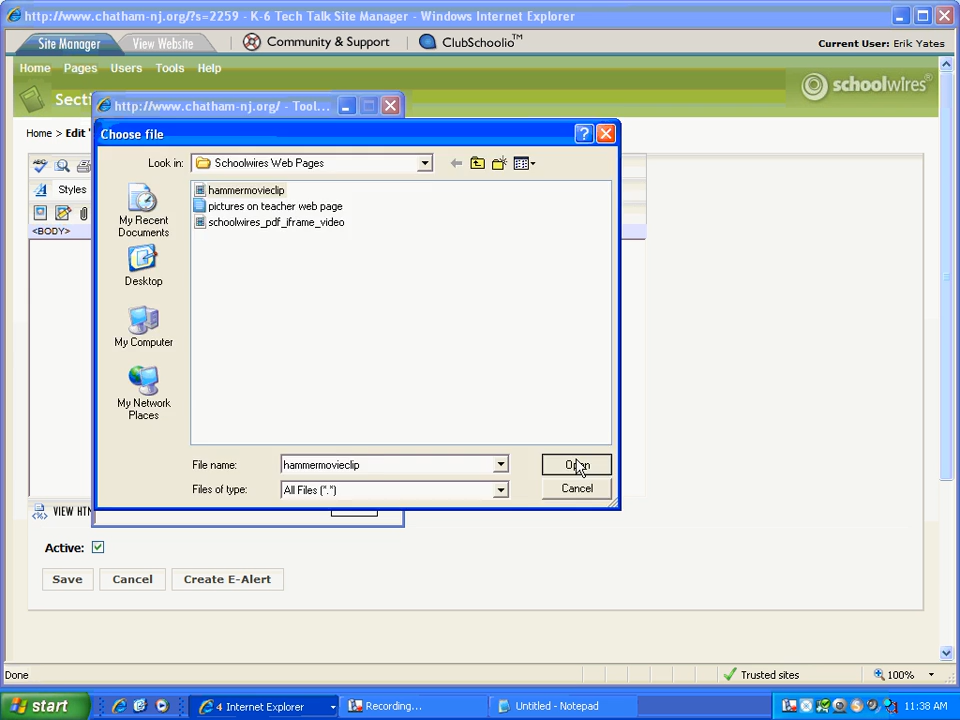 http://www.chatham-nj.org/?s=2259 - K-6 Tech Talk Site Manager - Windows Internet Explorer
Site Manager
View Website
Community & Support
ClubSchoolio™
Current User: Erik Yates
Home Pages Users Tools Help
Secti
schoolwires®
http://www.chatham-nj.org/ - Tool...
Home > Edit '
Choose file
Look in:
Schoolwires Web Pages
Styles
<BODY>
hammermovieclip
pictures on teacher web page
schoolwires_pdf_iframe_video
My Recent
Documents
Desktop
My Computer
My Network
Places
File name:
hammermovieclip
Open
Files of type:
All Files (*.*)
Cancel
VIEW HTM
Active:
Save
Cancel
Create E-Alert
Done
Trusted sites
100%
start
4 Internet Explorer
Recording...
Untitled - Notepad
11:38 AM